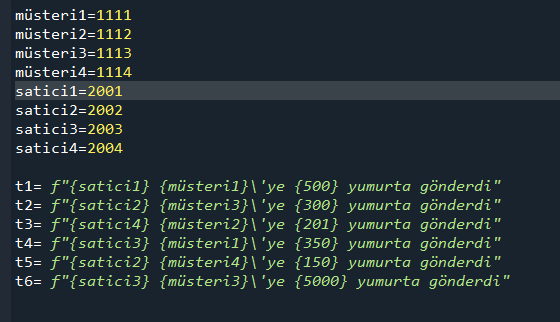 müsteri1=1111
müsteri2=1112
müsteri3=1113
müsteri4=1114
satici1=2001
satici2=2002
satici3=2003
satici4=2004
t1= f"{satici1} {müsteri1}\'ye {500} yumurta gönderdi"
t2= f"{satici2} {müsteri3}\'ye {300} yumurta gönderdi"
t3= f"{satici4} {müsteri2}\'ye {201} yumurta gönderdi"
t4= f"{satici3} {müsteri1}\'ye {350} yumurta gönderdi"
t5= f"{satici2} {müsteri4}\'ye {150} yumurta gönderdi"
t6= f"{satici3} {müsteri3}\'ye {5000} yumurta gönderdi"